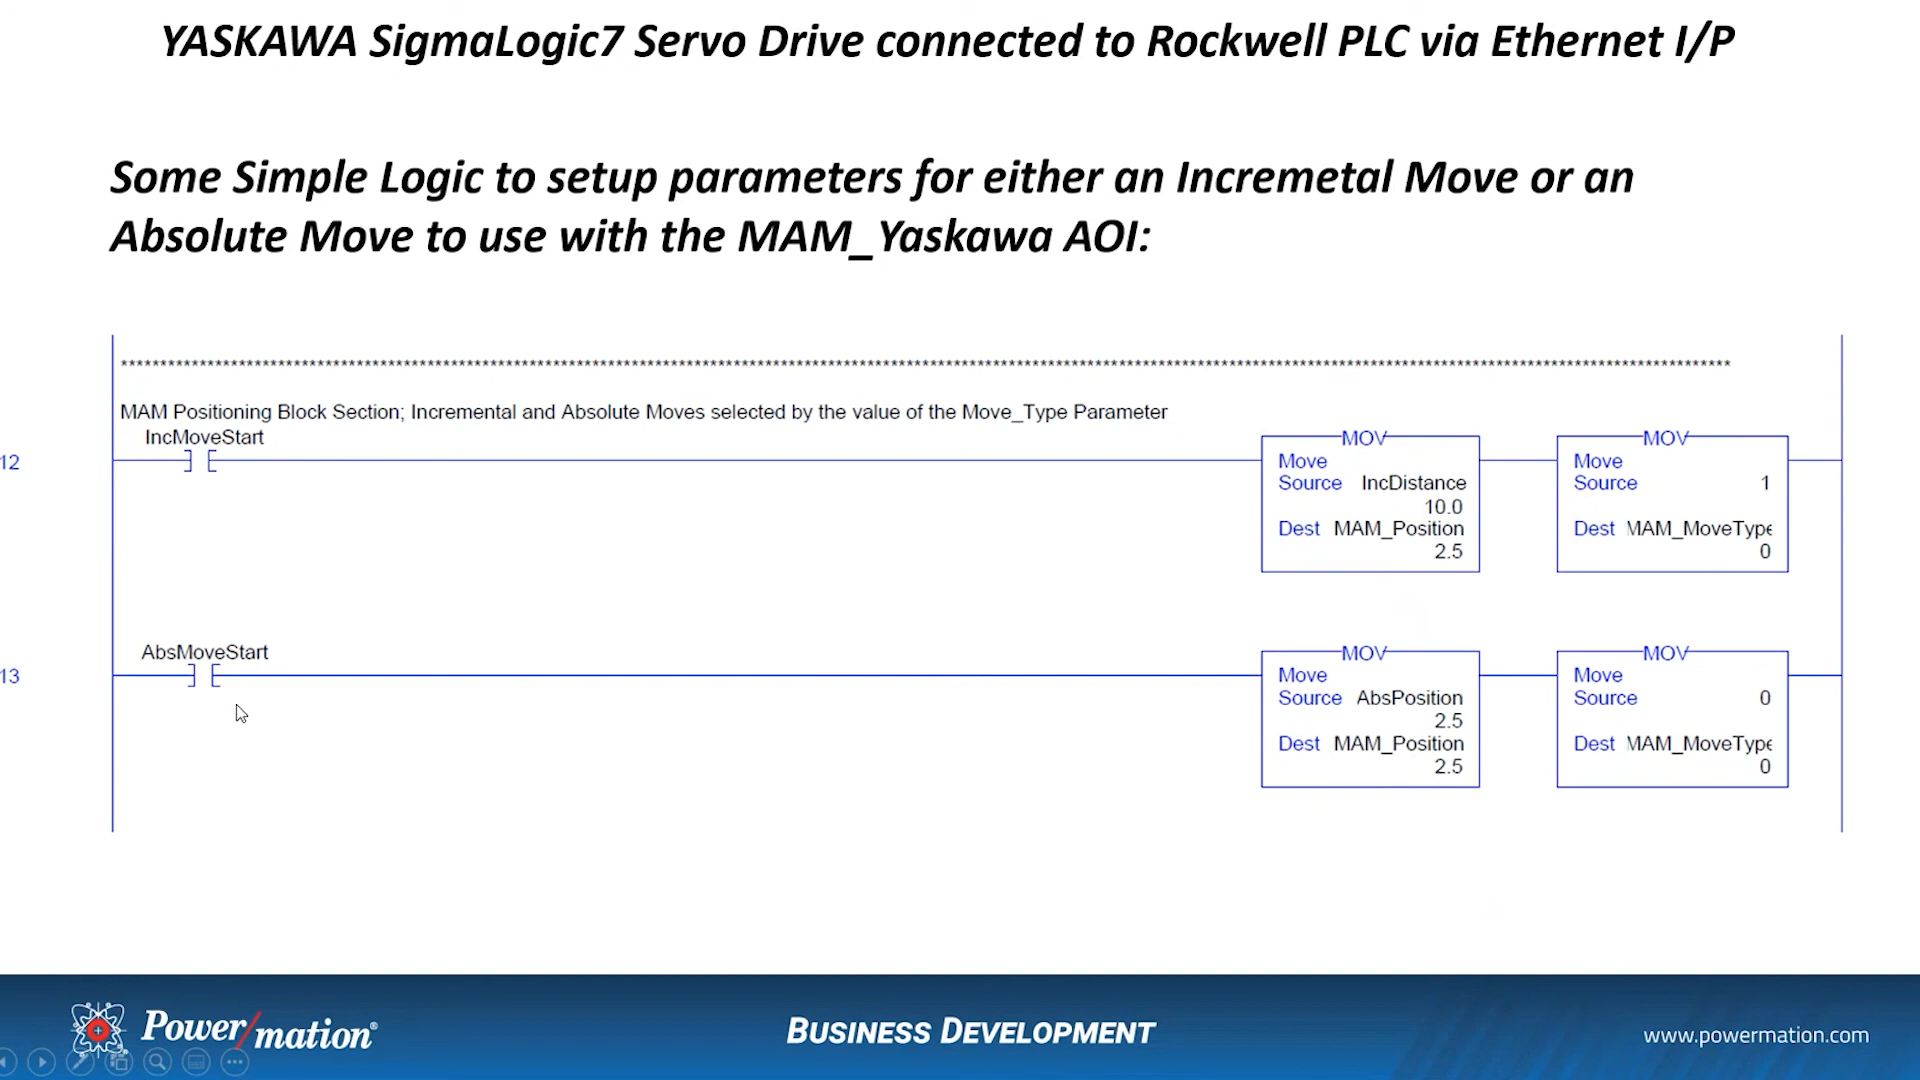 YASKAWA SigmaLogic7 Servo Drive connected to Rockwell PLC via Ethernet I/P
Some Simple Logic to setup parameters for either an Incremetal Move or an
Absolute Move to use with the MAM_Yaskawa AOI:
MAM Positioning Block Section; Incremental and Absolute Moves selected by the value of the Move_Type Parameter
IncMoveStart
12
MOV
Move
Source IncDistance
10.0
Dest MAM_Position
2.5
MOV
Move
Source 1
Dest MAM_MoveType
0
AbsMoveStart
13
MOV
Move
Source AbsPosition
2.5
Dest MAM_Position
2.5
MOV
Move
Source 0
Dest MAM_MoveType
0
Power/mation®
BUSINESS DEVELOPMENT
www.powermation.com